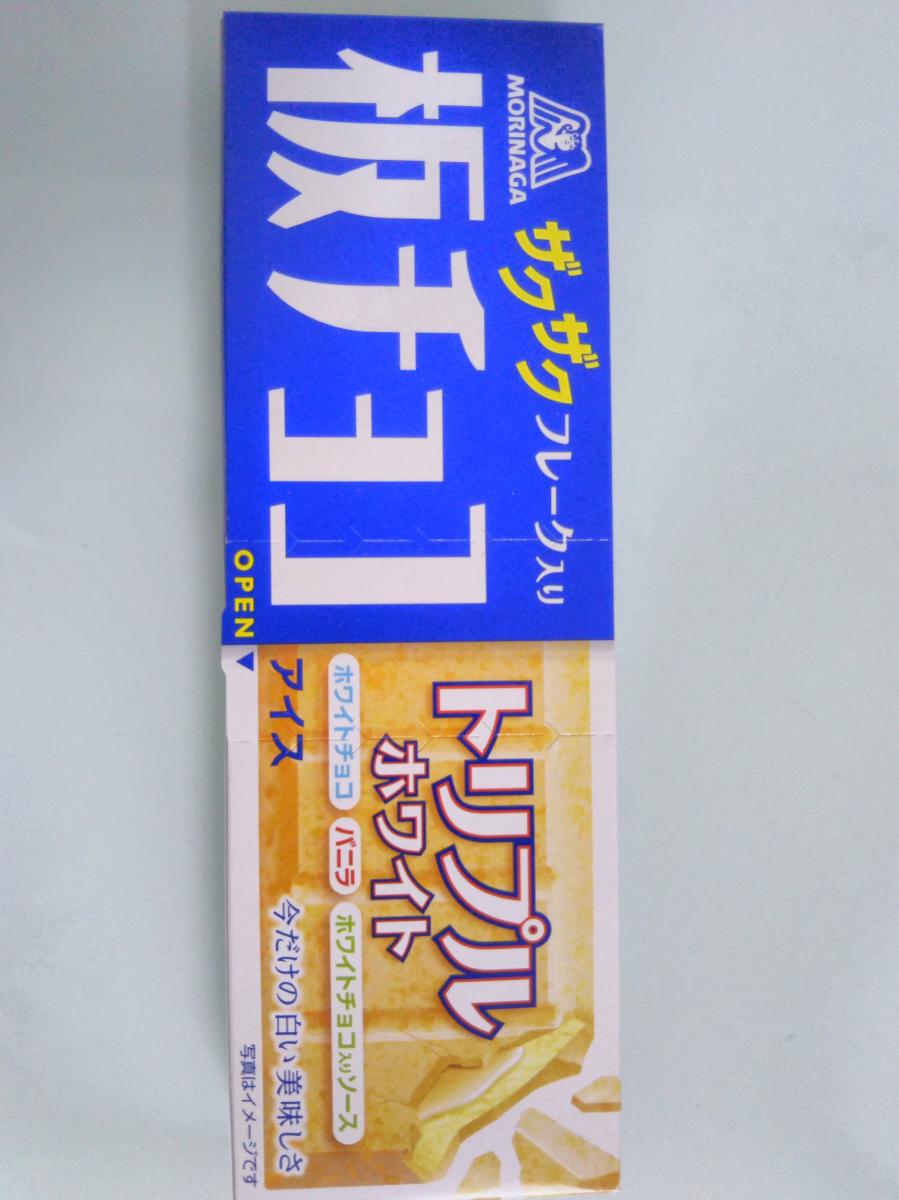 MORINAGA
ザクザクフレーク入り
板チョコ
OPEN
アイス
トリプル
ホワイト
ホワイトチョコ バニラ ホワイトチョコ入りソース
今だけの白い美味しさ
写真はイメージです